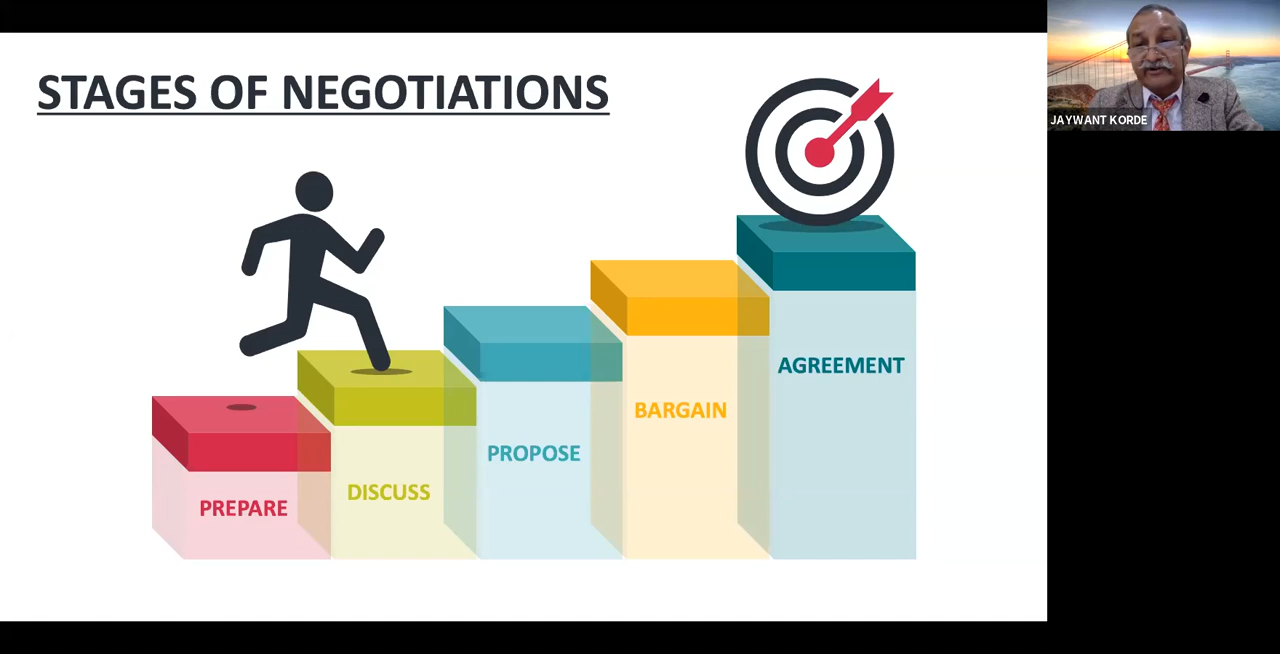 STAGES OF NEGOTIATIONS
JAYWANT KORDE
PREPARE
DISCUSS
PROPOSE
BARGAIN
AGREEMENT